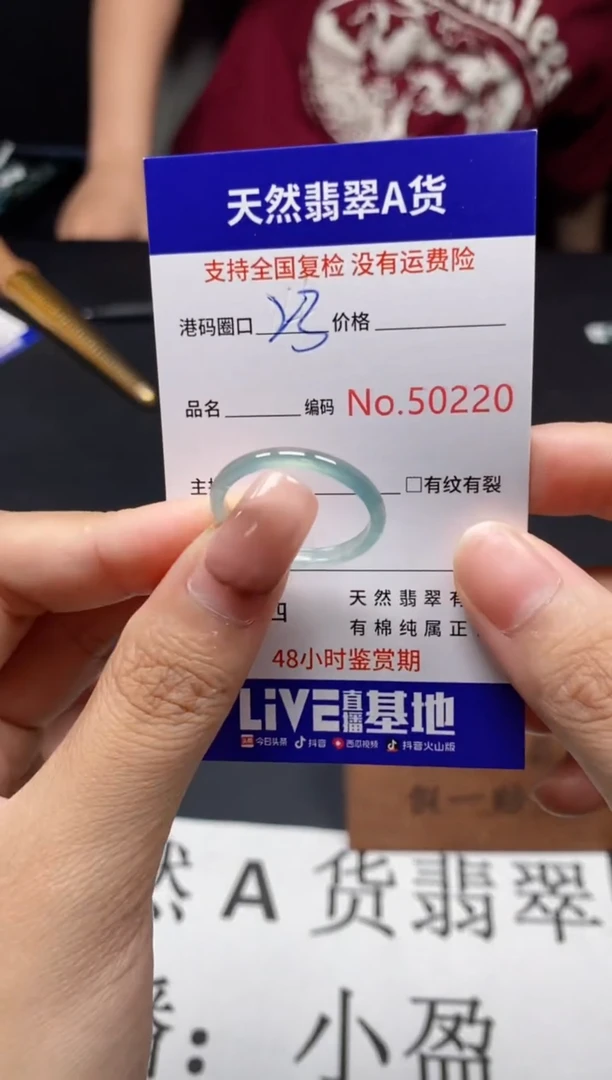 天然翡翠A货
支持全国复检 没有运费险
港码圈口 价格
品名 编码 No.50220
主 □有纹有裂
四 天然翡翠有
有棉纯属正
48小时鉴赏期
LIVE直播基地
今日头条 抖音 西瓜视频 抖音火山版
然A货翡翠
播：小盈